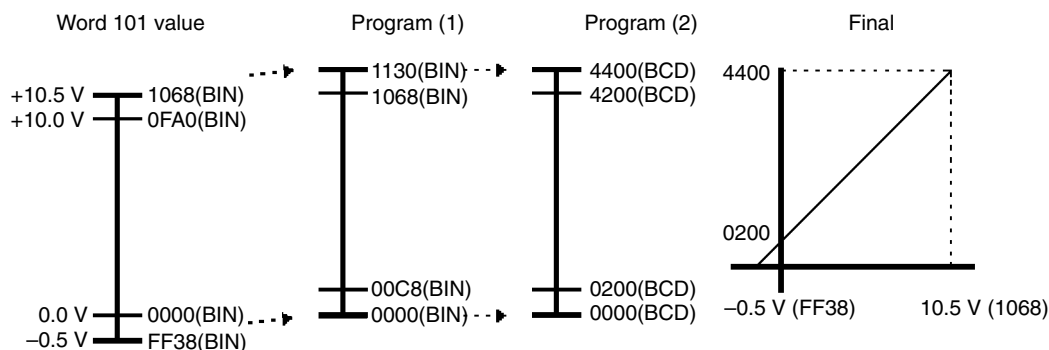 Word 101 value
Program (1)
Program (2)
Final
+10.5 V
1068(BIN)
+10.0 V
0FA0(BIN)
0.0 V
0000(BIN)
–0.5 V
FF38(BIN)
1130(BIN)
1068(BIN)
00C8(BIN)
0000(BIN)
4400(BCD)
4200(BCD)
0200(BCD)
0000(BCD)
4400
0200
–0.5 V (FF38)
10.5 V (1068)